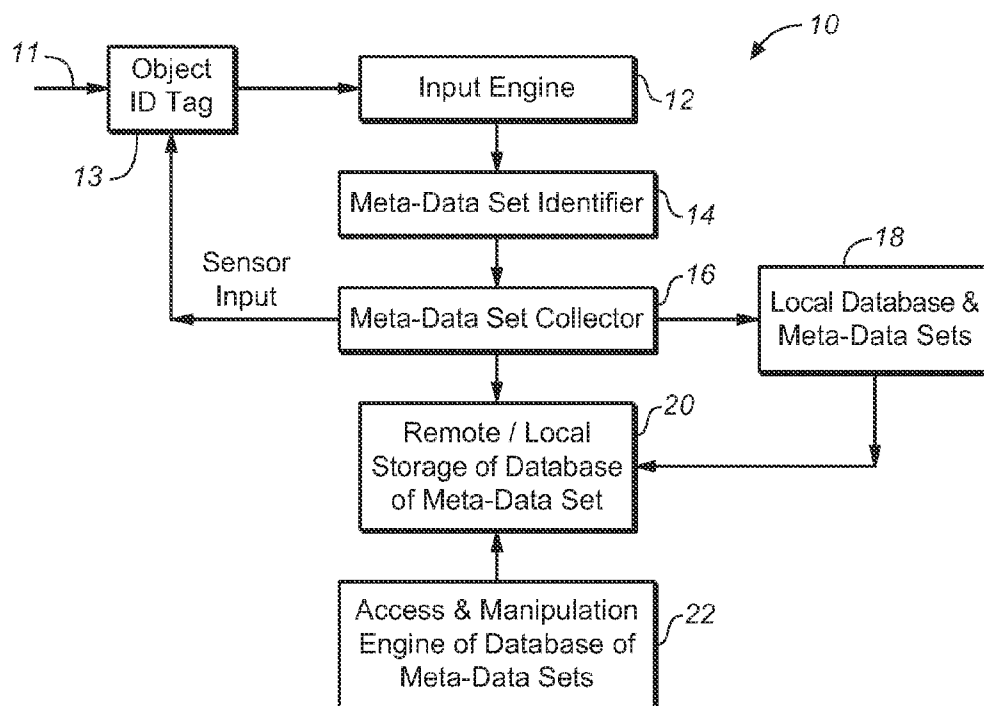 10
11
Object
ID Tag
13
Input Engine
12
Meta-Data Set Identifier
14
Sensor
Input
Meta-Data Set Collector
16
18
Local Database &
Meta-Data Sets
20
Remote / Local
Storage of Database
of Meta-Data Set
Access & Manipulation
Engine of Database of
Meta-Data Sets
22